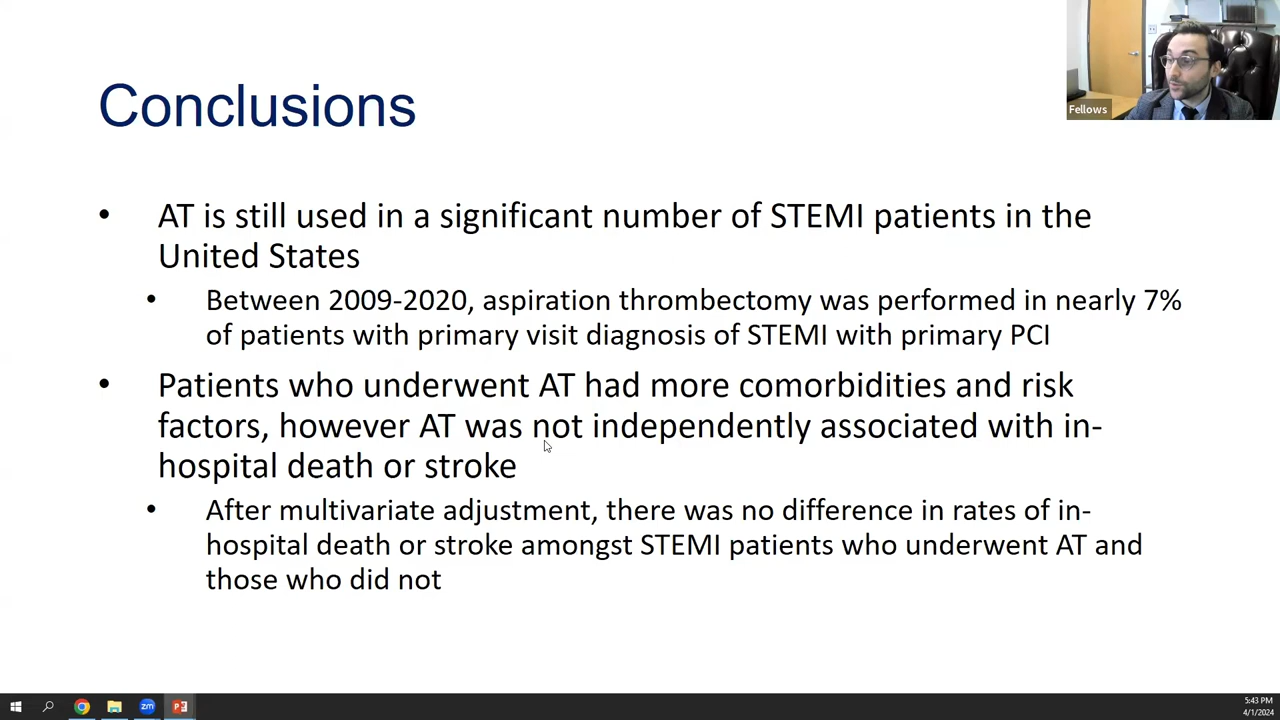 Conclusions
Fellows
• AT is still used in a significant number of STEMI patients in the
United States
• Between 2009-2020, aspiration thrombectomy was performed in nearly 7%
of patients with primary visit diagnosis of STEMI with primary PCI
• Patients who underwent AT had more comorbidities and risk
factors, however AT was not independently associated with in-
hospital death or stroke
• After multivariate adjustment, there was no difference in rates of in-
hospital death or stroke amongst STEMI patients who underwent AT and
those who did not
zm
5:43 PM
4/1/2024